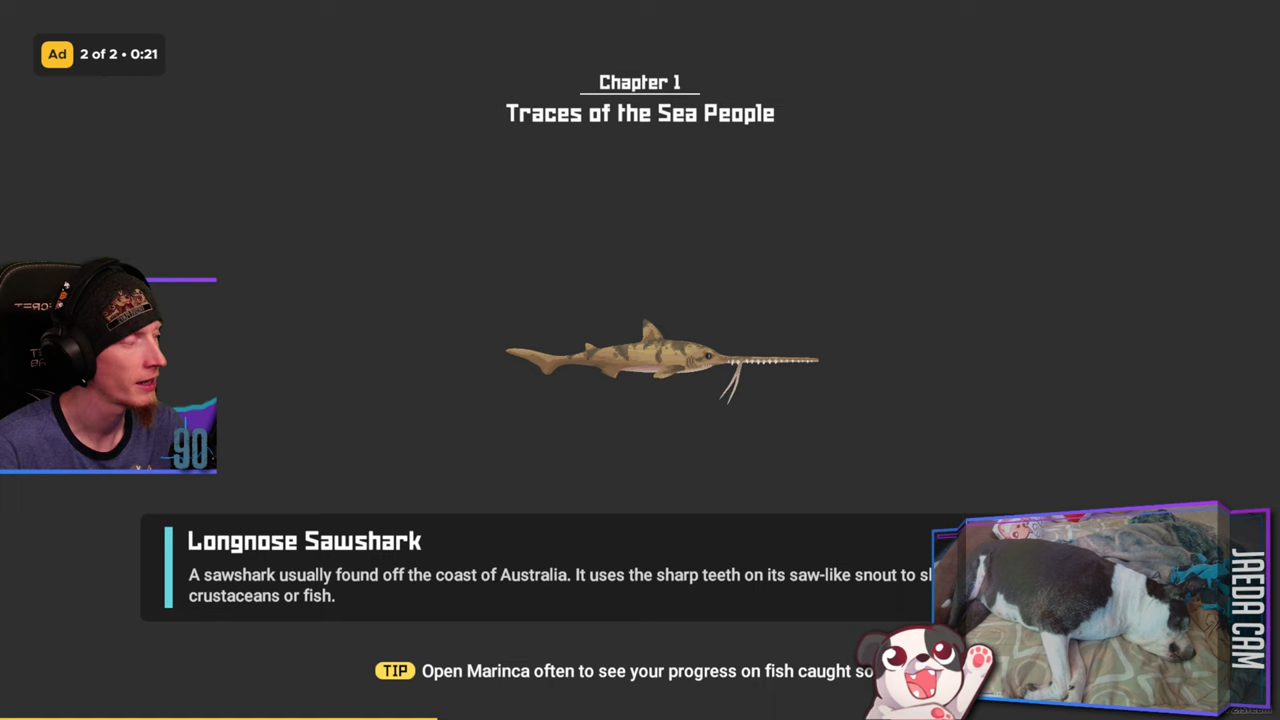 Ad 2 of 2 • 0:21
Chapter 1
Traces of the Sea People
90
Longnose Sawshark
A sawshark usually found off the coast of Australia. It uses the sharp teeth on its saw-like snout to sl
crustaceans or fish.
JAEDA CAM
TIP Open Marinca often to see your progress on fish caught so